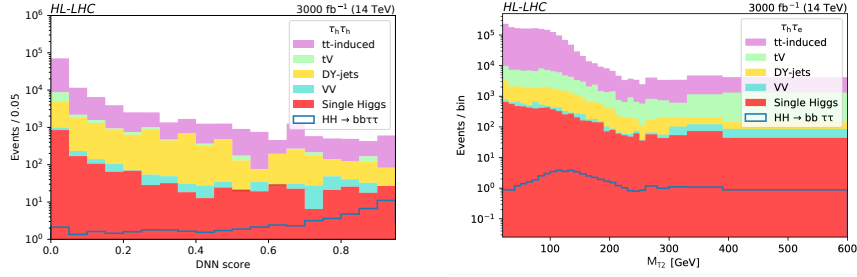 HL-LHC 3000 fb⁻¹ (14 TeV)
10⁶
10⁵
10⁴
10³
10²
10¹
10⁰
Events / 0.05
τₕτₕ
tt-induced
tV
DY-jets
VV
Single Higgs
HH → bbττ
0.0 0.2 0.4 0.6 0.8
DNN score
HL-LHC 3000 fb⁻¹ (14 TeV)
10⁵
10⁴
10³
10²
10¹
10⁰
10⁻¹
Events / bin
τₕτₑ
tt-induced
tV
DY-jets
VV
Single Higgs
HH → bb ττ
100 200 300 400 500 600
M_T2 [GeV]